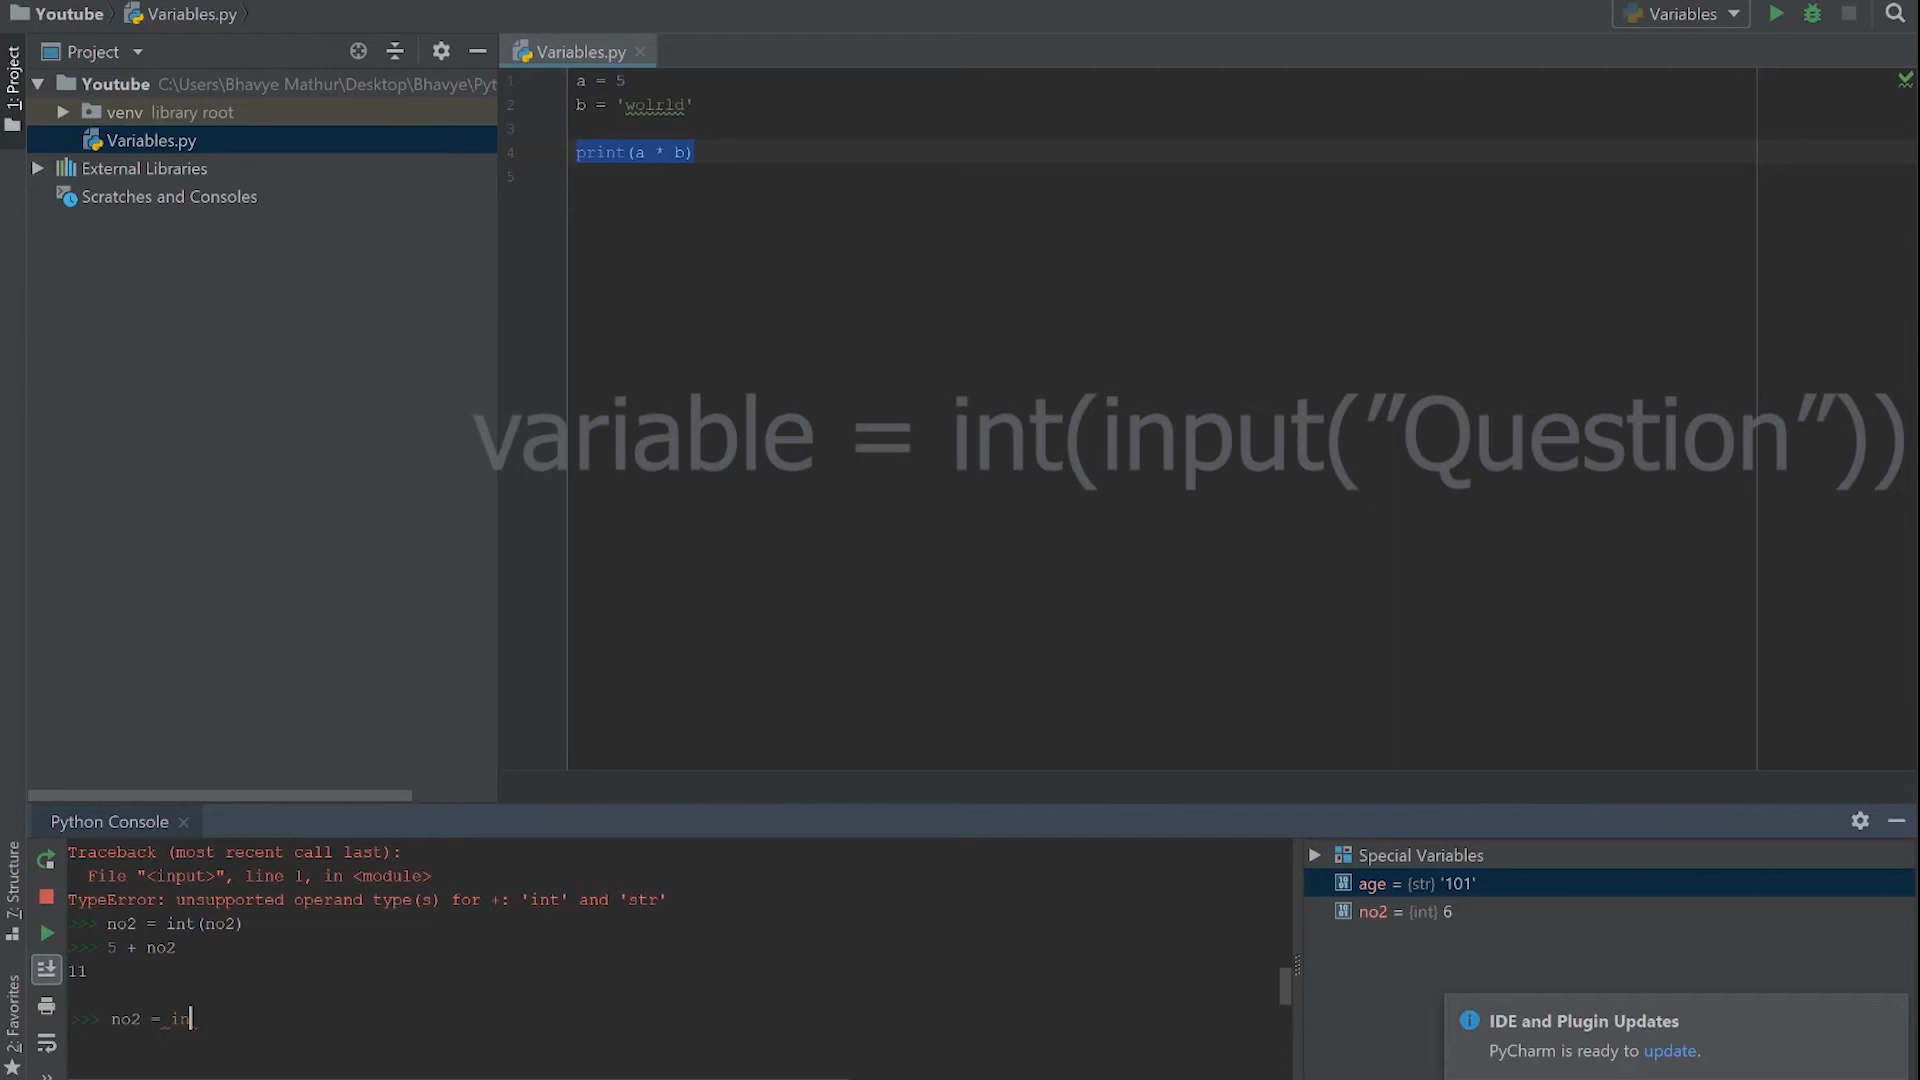 Youtube Variables.py Variables
Project
Variables.py
1: Project
Youtube C:\Users\Bhavye Mathur\Desktop\Bhavye\Pyt
venv library root
Variables.py
External Libraries
Scratches and Consoles
1 a = 5
2 b = 'wolrld'
3
4 print(a * b)
5
variable = int(input("Question"))
Python Console
7: Structure
2: Favorites
Traceback (most recent call last):
File "<input>", line 1, in <module>
TypeError: unsupported operand type(s) for +: 'int' and 'str'
>>> no2 = int(no2)
>>> 5 + no2
11
>>> no2 = in
Special Variables
age = {str} '101'
no2 = {int} 6
IDE and Plugin Updates
PyCharm is ready to update.